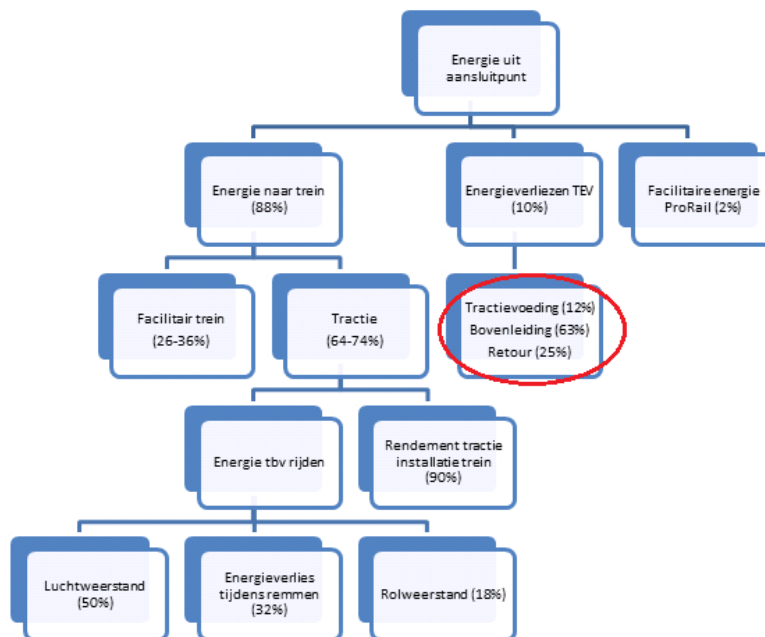 Energie uit
aansluitpunt
Energie naar trein
(88%)
Energieverliezen TEV
(10%)
Facilitaire energie
ProRail (2%)
Facilitair trein
(26-36%)
Tractie
(64-74%)
Tractievoeding (12%)
Bovenleiding (63%)
Retour (25%)
Energie tbv rijden
Rendement tractie
installatie trein
(90%)
Luchtweerstand
(50%)
Energieverlies
tijdens remmen
(32%)
Rolweerstand (18%)